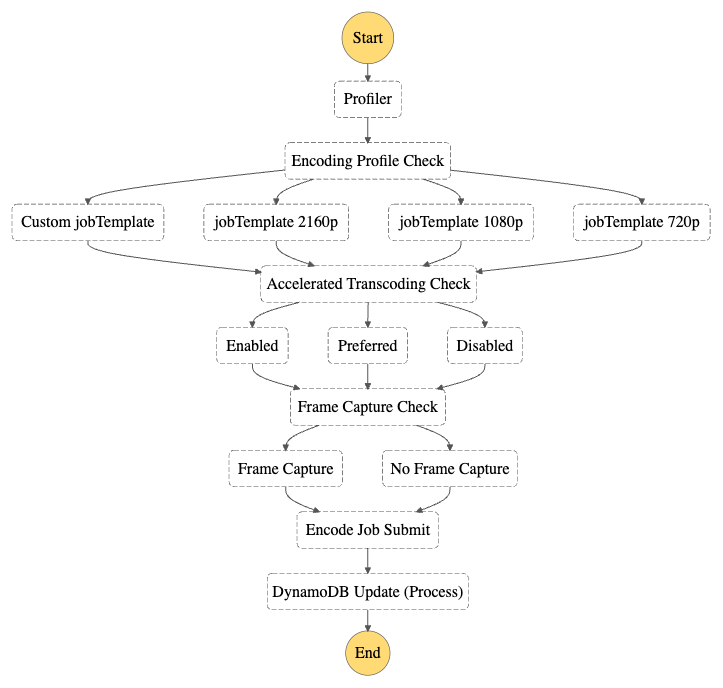 Start
Profiler
Encoding Profile Check
Custom jobTemplate
jobTemplate 2160p
jobTemplate 1080p
jobTemplate 720p
Accelerated Transcoding Check
Enabled
Preferred
Disabled
Frame Capture Check
Frame Capture
No Frame Capture
Encode Job Submit
DynamoDB Update (Process)
End